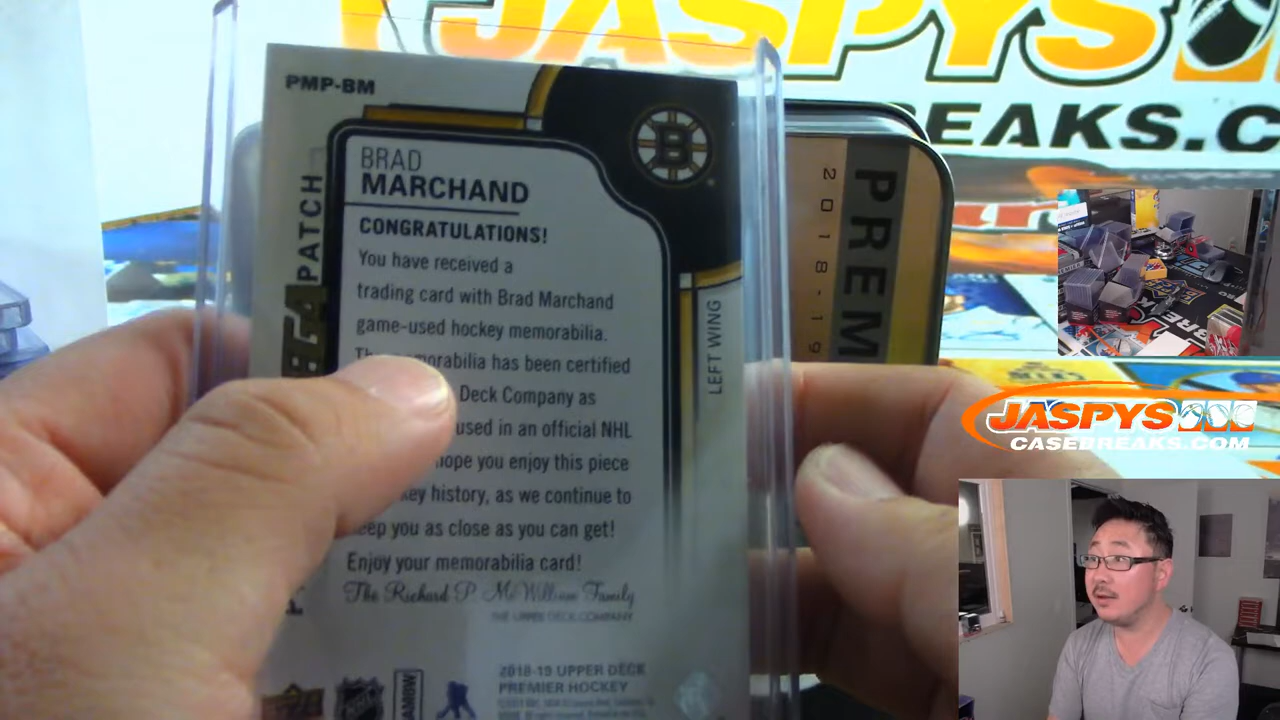 JASPYS
BREAKS.C
PMP-BM
BRAD
MARCHAND
CONGRATULATIONS!
You have received a
trading card with Brad Marchand
game-used hockey memorabilia.
has been certified
Deck Company as
used in an official NHL
hope you enjoy this piece
history, as we continue to
keep you as close as you can get!
Enjoy your memorabilia card!
The Richard P. McWilliam Family
THE UPPER DECK COMPANY
2018-19 UPPER DECK
PREMIER HOCKEY
PATCH
LEFT WING
B
2018-19
PREM
JASPYS
CASEBREAKS.COM